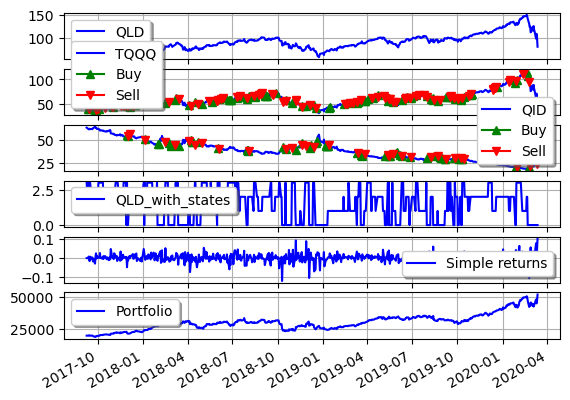 150
100
QLD
TQQQ
Buy
Sell
100
50
QID
Buy
Sell
50
25
2.5
0.0
QLD_with_states
0.1
0.0
−0.1
Simple returns
50000
25000
Portfolio
2017-10
2018-01
2018-04
2018-07
2018-10
2019-01
2019-04
2019-07
2019-10
2020-01
2020-04